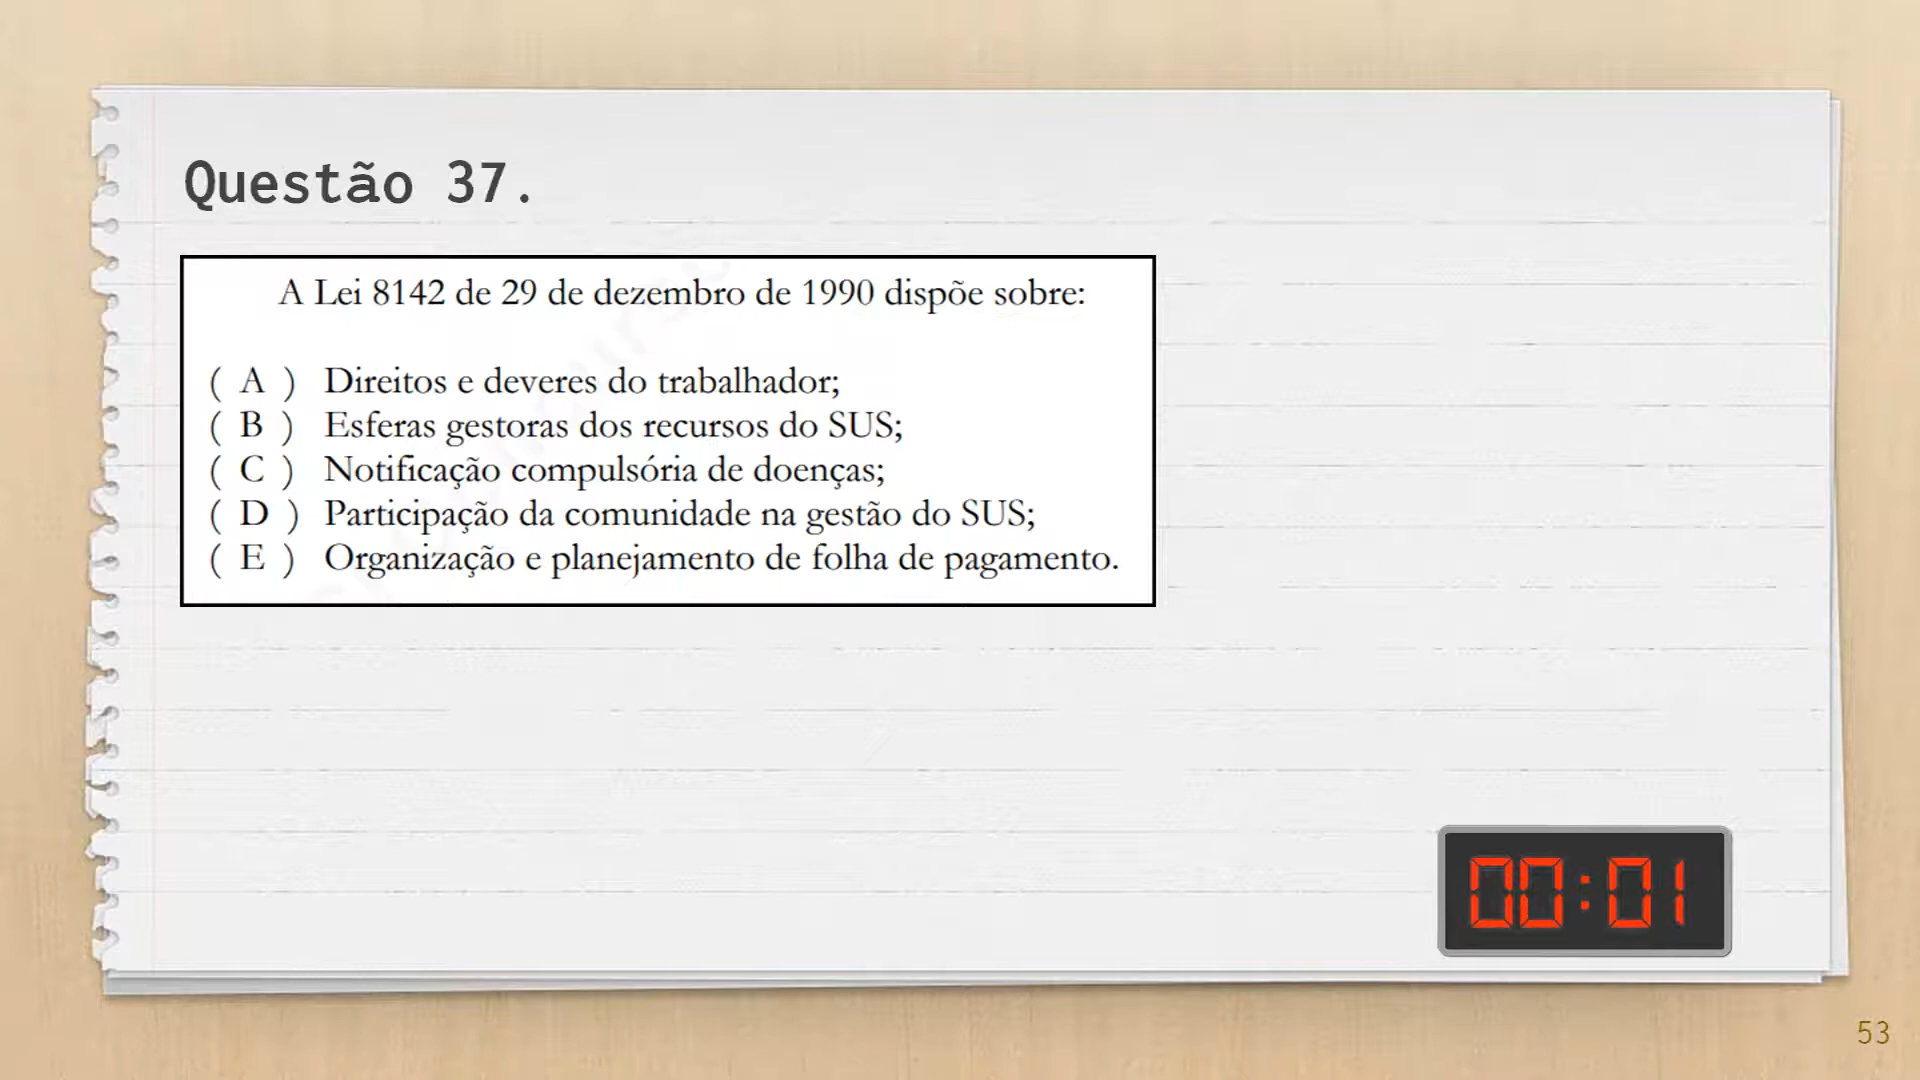 Questão 37.
A Lei 8142 de 29 de dezembro de 1990 dispõe sobre:
( A ) Direitos e deveres do trabalhador;
( B ) Esferas gestoras dos recursos do SUS;
( C ) Notificação compulsória de doenças;
( D ) Participação da comunidade na gestão do SUS;
( E ) Organização e planejamento de folha de pagamento.
00:01
53